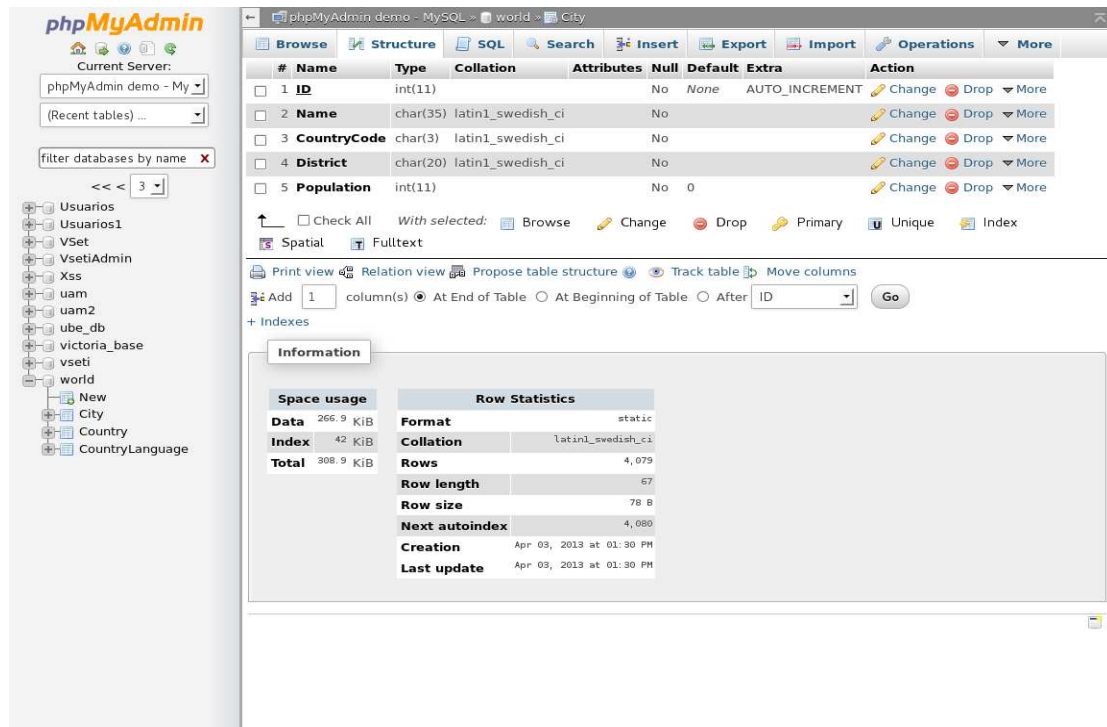 phpMyAdmin
Current Server:
phpMyAdmin demo - My
(Recent tables) ...
filter databases by name X
<< < 3
Usuarios
Usuarios1
VSet
VsetiAdmin
Xss
uam
uam2
ube_db
victoria_base
vseti
world
New
City
Country
CountryLanguage
phpMyAdmin demo - MySQL » world » City
Browse Structure SQL Search Insert Export Import Operations More
# Name Type Collation Attributes Null Default Extra Action
1 ID int(11) No None AUTO_INCREMENT Change Drop More
2 Name char(35) latin1_swedish_ci No Change Drop More
3 CountryCode char(3) latin1_swedish_ci No Change Drop More
4 District char(20) latin1_swedish_ci No Change Drop More
5 Population int(11) No 0 Change Drop More
Check All With selected: Browse Change Drop Primary U Unique Index
S Spatial T Fulltext
Print view Relation view Propose table structure Track table Move columns
Add 1 column(s) At End of Table At Beginning of Table After ID Go
+ Indexes
Information
Space usage
Data 266.9 KiB
Index 42 KiB
Total 308.9 KiB
Row Statistics
Format static
Collation latin1_swedish_ci
Rows 4,079
Row length 67
Row size 78 B
Next autoindex 4,080
Creation Apr 03, 2013 at 01:30 PM
Last update Apr 03, 2013 at 01:30 PM